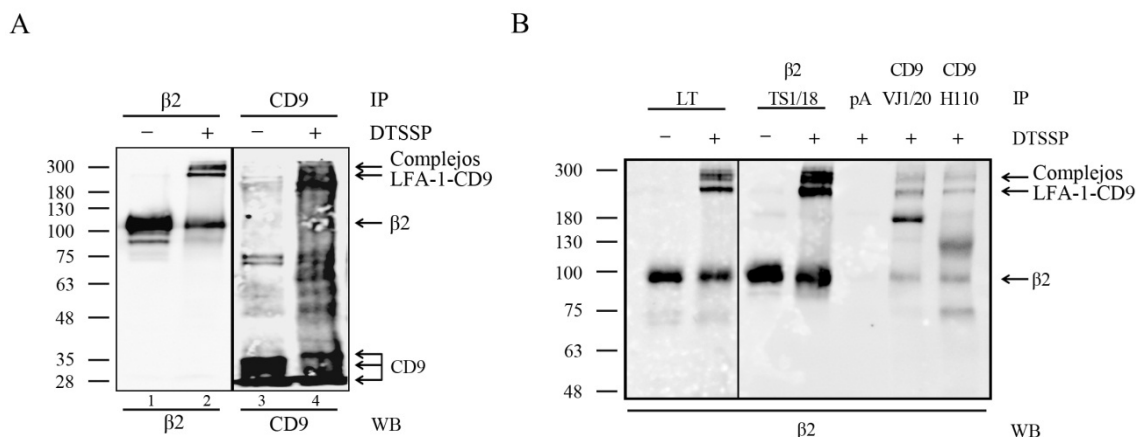 A
β2 CD9 IP
− + − + DTSSP
300
180
130
100
75
48
35
28
Complejos
LFA-1-CD9
β2
CD9
1 2 3 4
β2 CD9 WB
B
β2 CD9 CD9
LT TS1/18 pA VJ1/20 H110 IP
− + − + + + + DTSSP
300
180
130
100
75
63
48
Complejos
LFA-1-CD9
β2
β2 WB